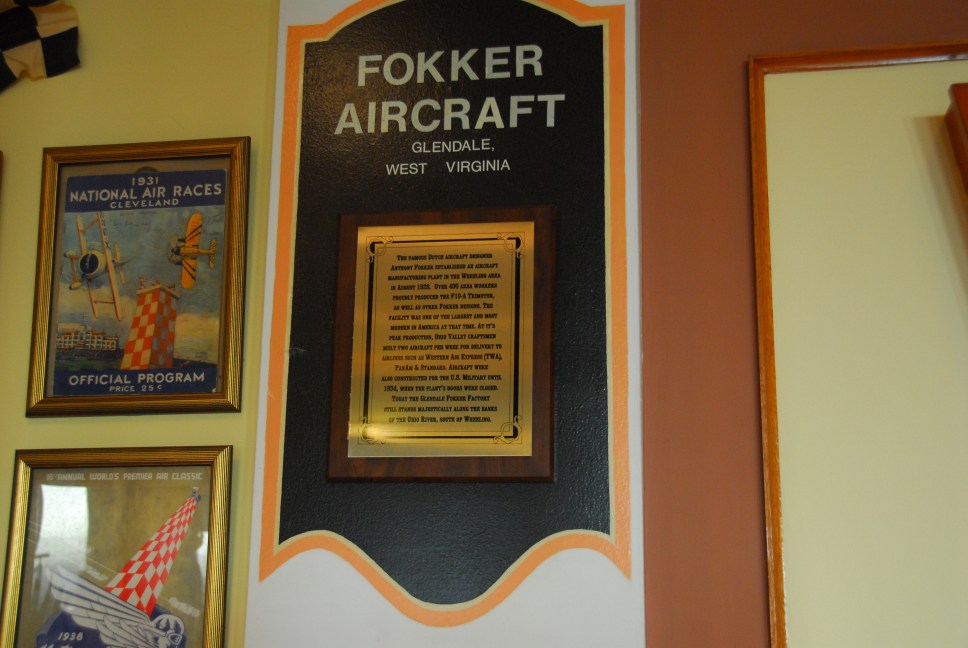 FOKKER
AIRCRAFT
GLENDALE,
WEST VIRGINIA
THE FAMOUS DUTCH AIRCRAFT DESIGNER
ANTHONY FOKKER ESTABLISHED AN AIRCRAFT
MANUFACTURING PLANT IN THE WHEELING AREA
IN AUGUST 1928. OVER 400 AREA WORKERS
PROUDLY PRODUCED THE F10-A TRIMOTOR,
AS WELL AS OTHER FOKKER DESIGNS. THE
FACILITY WAS ONE OF THE LARGEST AND MOST
MODERN IN AMERICA AT THAT TIME. AT IT'S
PEAK PRODUCTION, OHIO VALLEY CRAFTSMEN
BUILT TWO AIRCRAFT PER WEEK FOR DELIVERY TO
AIRLINES SUCH AS WESTERN AIR EXPRESS (TWA),
PANAM & STANDARD. AIRCRAFT WERE
ALSO CONSTRUCTED FOR THE U.S. MILITARY UNTIL
1934, WHEN THE PLANT'S DOORS WERE CLOSED.
TODAY THE GLENDALE FOKKER FACTORY
STILL STANDS MAJESTICALLY ALONG THE BANKS
OF THE OHIO RIVER, SOUTH OF WHEELING.
1931
NATIONAL AIR RACES
CLEVELAND
OFFICIAL PROGRAM
PRICE 25¢
18TH ANNUAL WORLD'S PREMIER AIR CLASSIC
1938